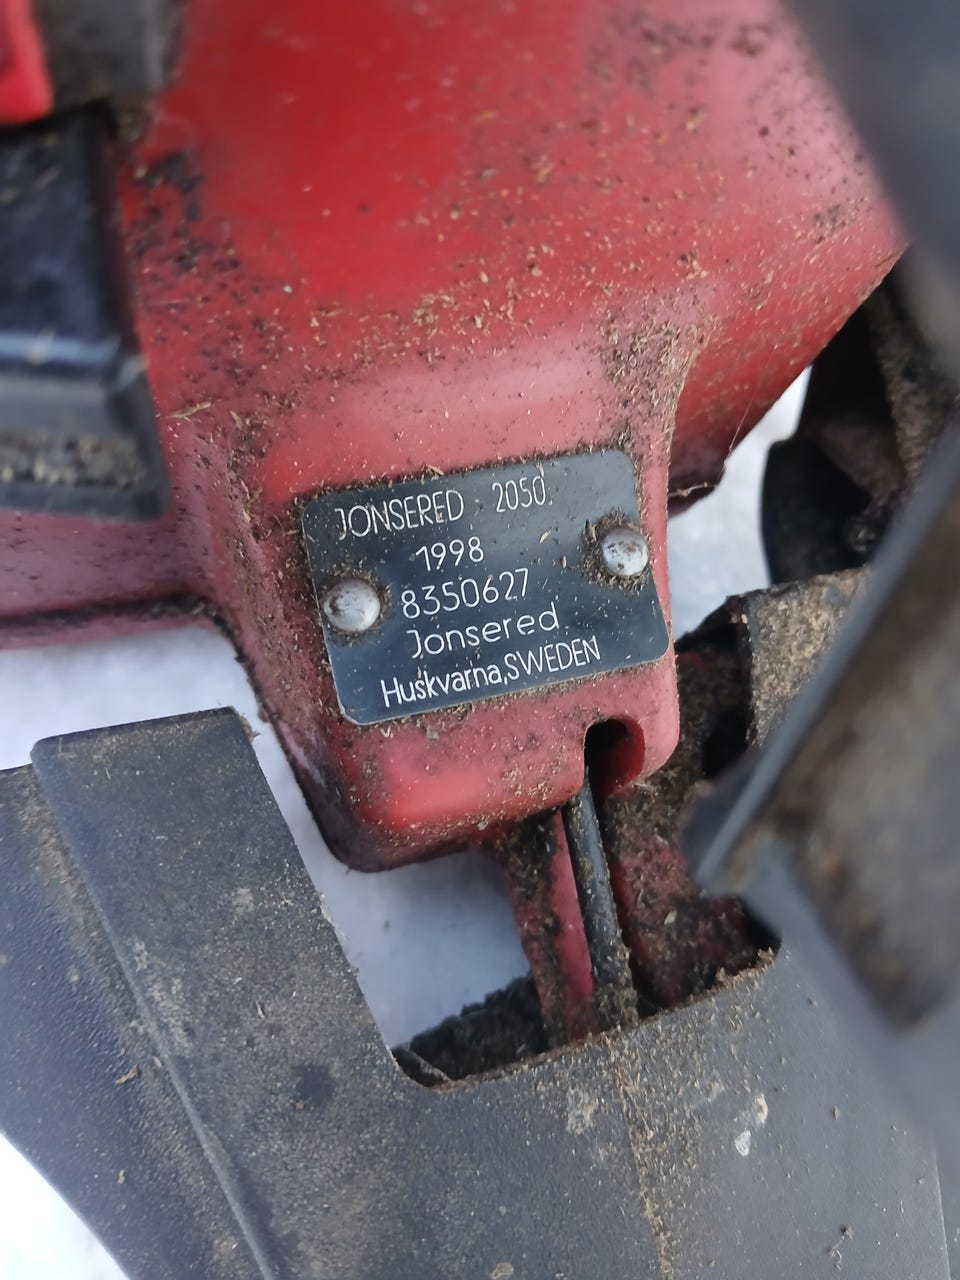 JONSERED 2050
1998
8350627
Jonsered
Huskvarna,SWEDEN